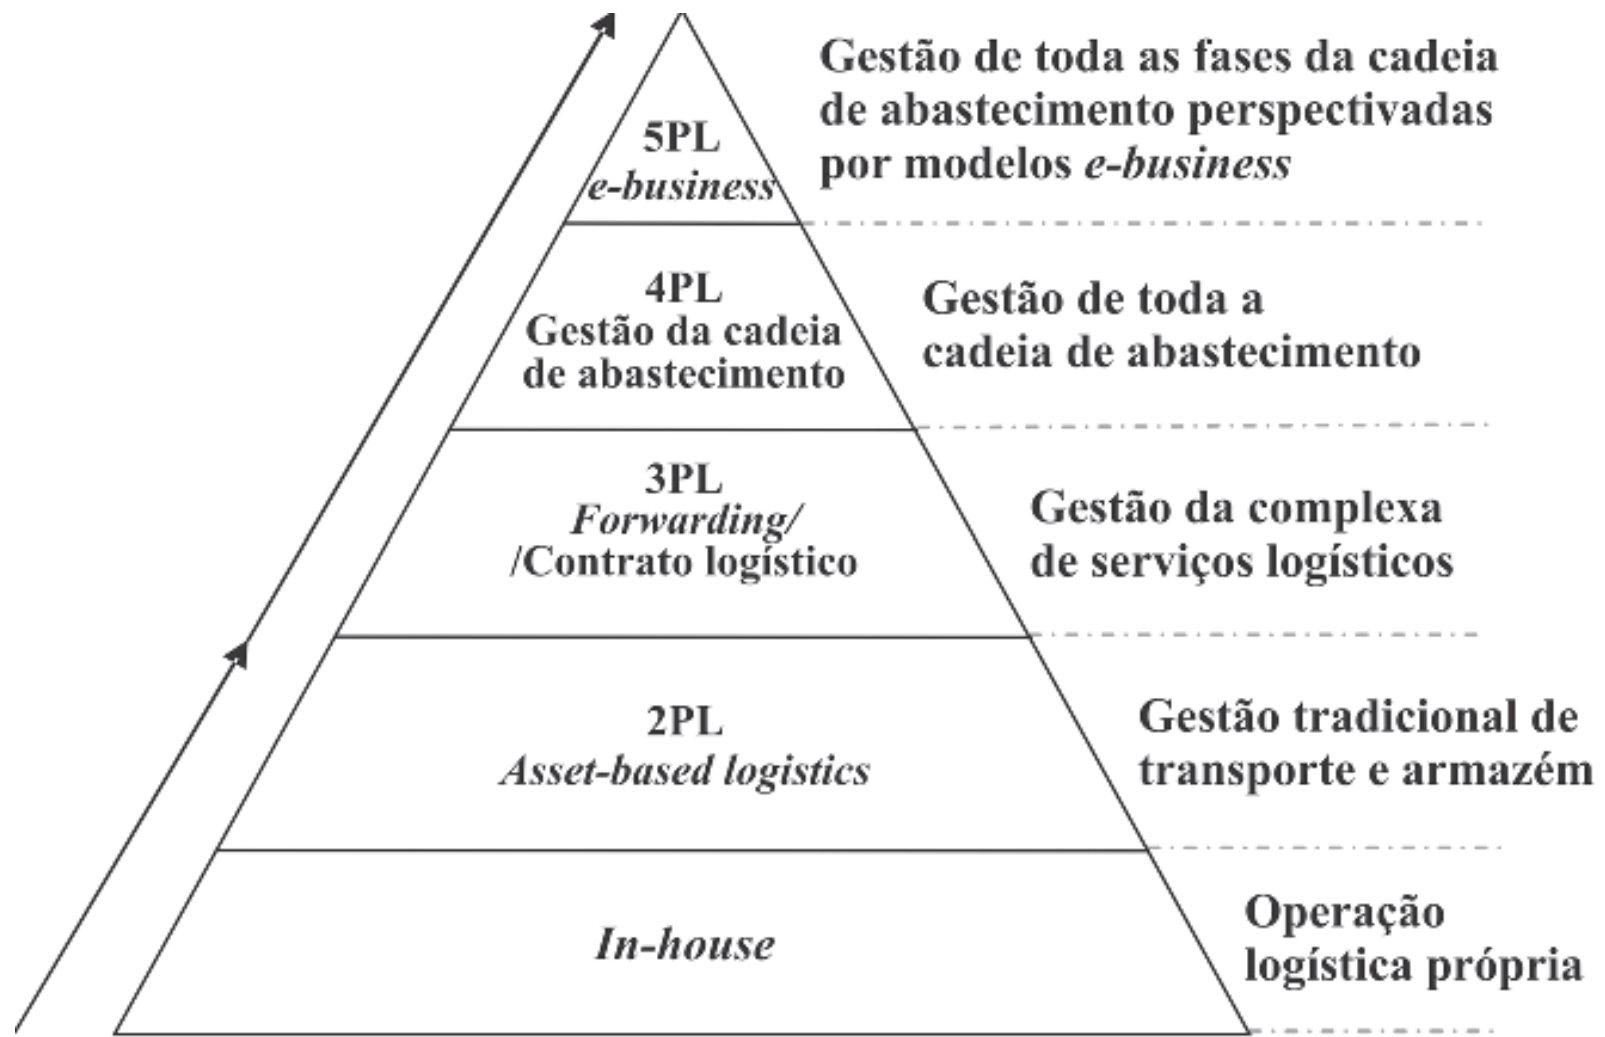 Gestão de toda as fases da cadeia
de abastecimento perspectivadas
por modelos e-business
5PL
e-business
4PL
Gestão da cadeia
de abastecimento
Gestão de toda a
cadeia de abastecimento
3PL
Forwarding/
/Contrato logístico
Gestão da complexa
de serviços logísticos
2PL
Asset-based logistics
Gestão tradicional de
transporte e armazém
In-house
Operação
logística própria